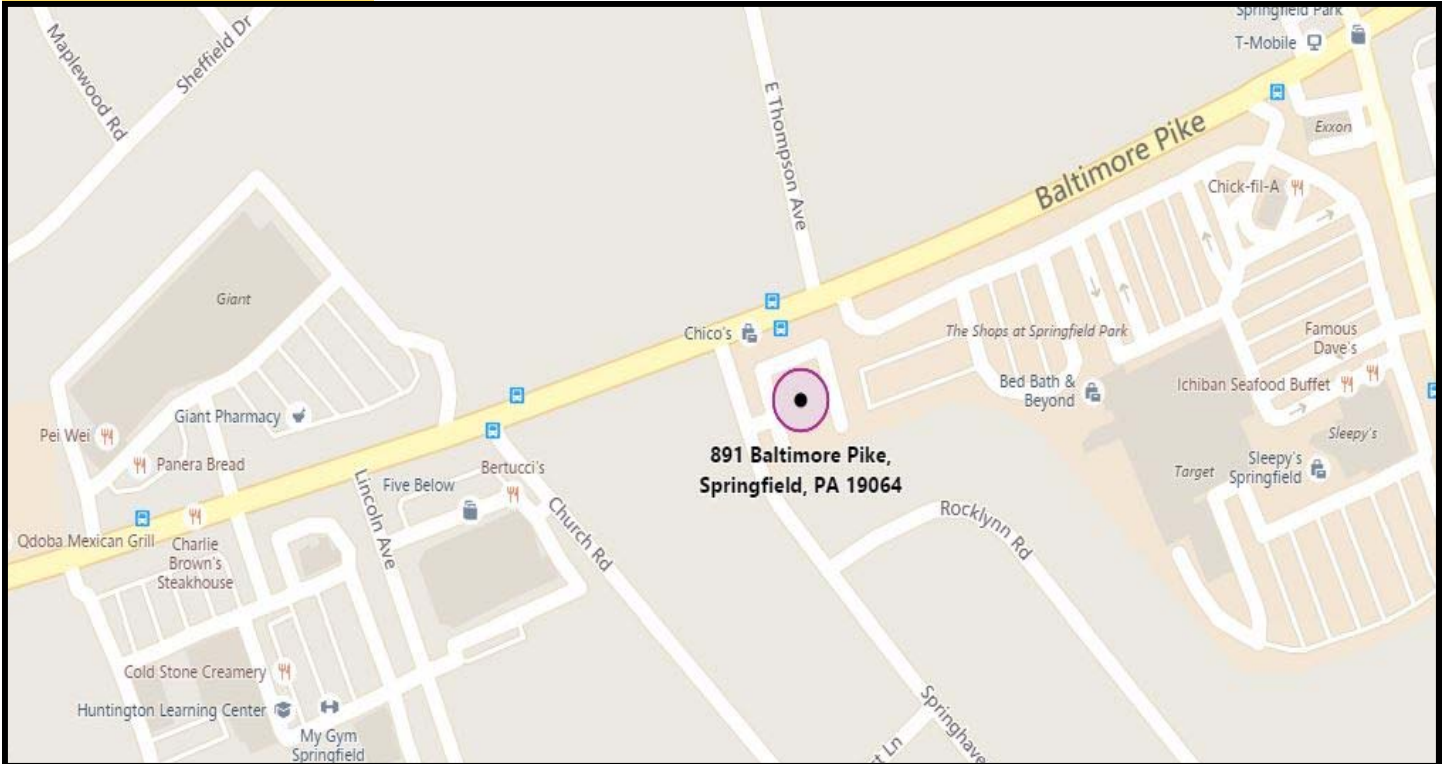 Springfield Park
T-Mobile
Maplewood Rd
Sheffield Dr
E Thompson Ave
Baltimore Pike
Exxon
Chick-fil-A
Giant
Chico's
The Shops at Springfield Park
Famous
Dave's
Bed Bath &
Beyond
Ichiban Seafood Buffet
Giant Pharmacy
Pei Wei
Panera Bread
891 Baltimore Pike,
Springfield, PA 19064
Sleepy's
Target
Sleepy's
Springfield
Bertucci's
Five Below
Lincoln Ave
Church Rd
Rocklynn Rd
Qdoba Mexican Grill
Charlie
Brown's
Steakhouse
Cold Stone Creamery
Huntington Learning Center
My Gym
Springfield
Springhave
Ln